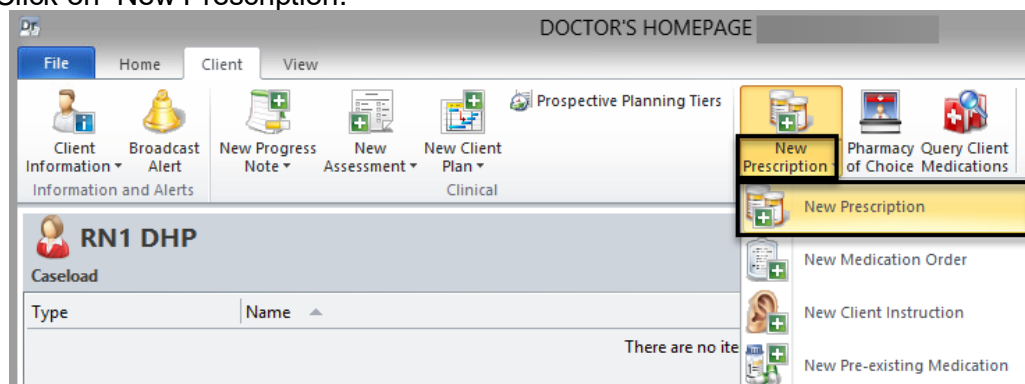 Click on "New Prescription."
Dr
DOCTOR'S HOMEPAGE
File Home Client View
Client Information
Broadcast Alert
New Progress Note
New Assessment
New Client Plan
Prospective Planning Tiers
New Prescription
Pharmacy of Choice
Query Client Medications
Information and Alerts
Clinical
New Prescription
RN1 DHP
Caseload
New Medication Order
Type Name
New Client Instruction
There are no ite
New Pre-existing Medication